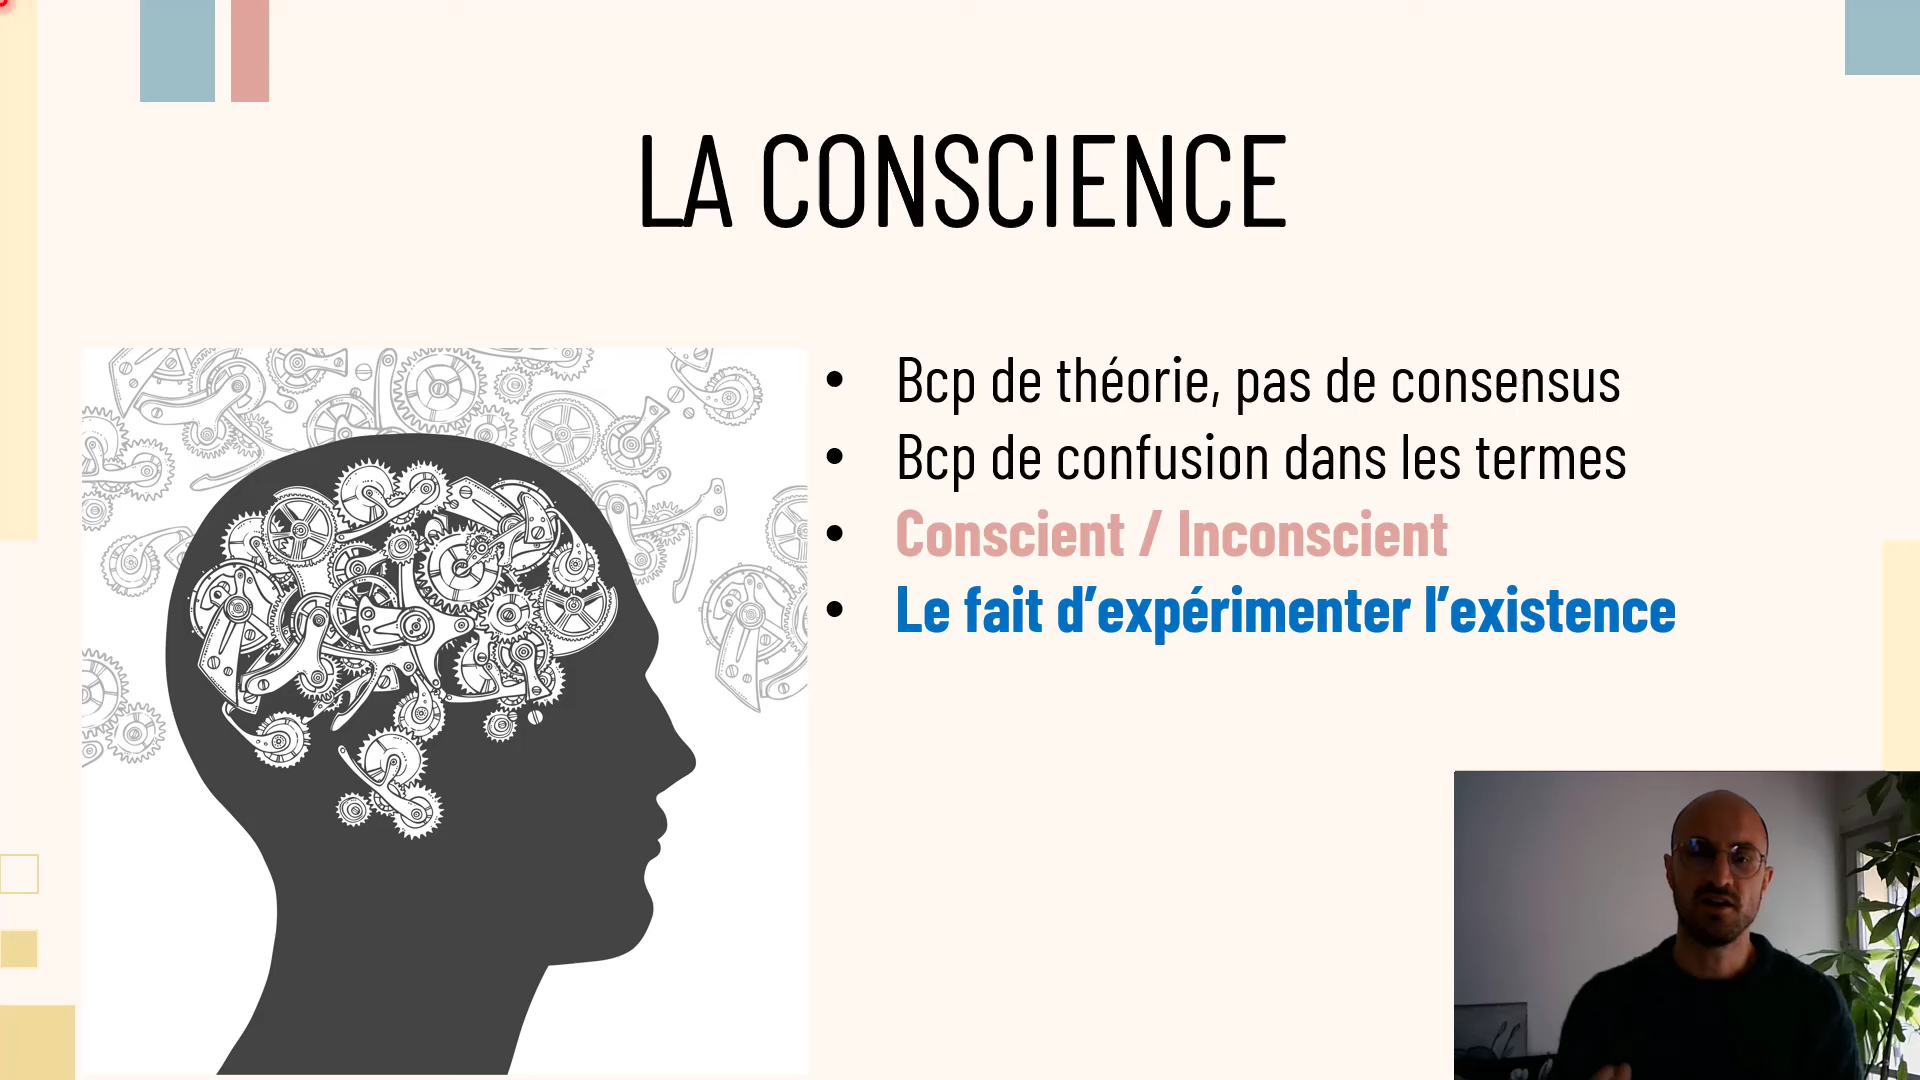 LA CONSCIENCE
Bcp de théorie, pas de consensus
Bcp de confusion dans les termes
Conscient / Inconscient
Le fait d’expérimenter l’existence